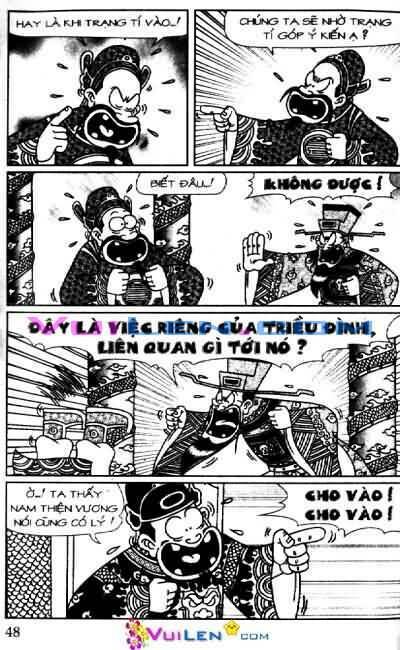 HAY LÀ KHI TRẠNG TÍ VÀO..!
CHÚNG TA SẼ NHỜ TRẠNG
TÍ GÓP Ý KIẾN Ạ ?
BIẾT ĐÂU...!
KHÔNG ĐƯỢC !
ĐÂY LÀ VIỆC RIÊNG CỦA TRIỀU ĐÌNH,
LIÊN QUAN GÌ TỚI NÓ ?
Ờ...! TA THẤY
NAM THIỆN VƯƠNG
NÓI CŨNG CÓ LÝ !
CHO VÀO !
CHO VÀO !
48
VUILEN.COM